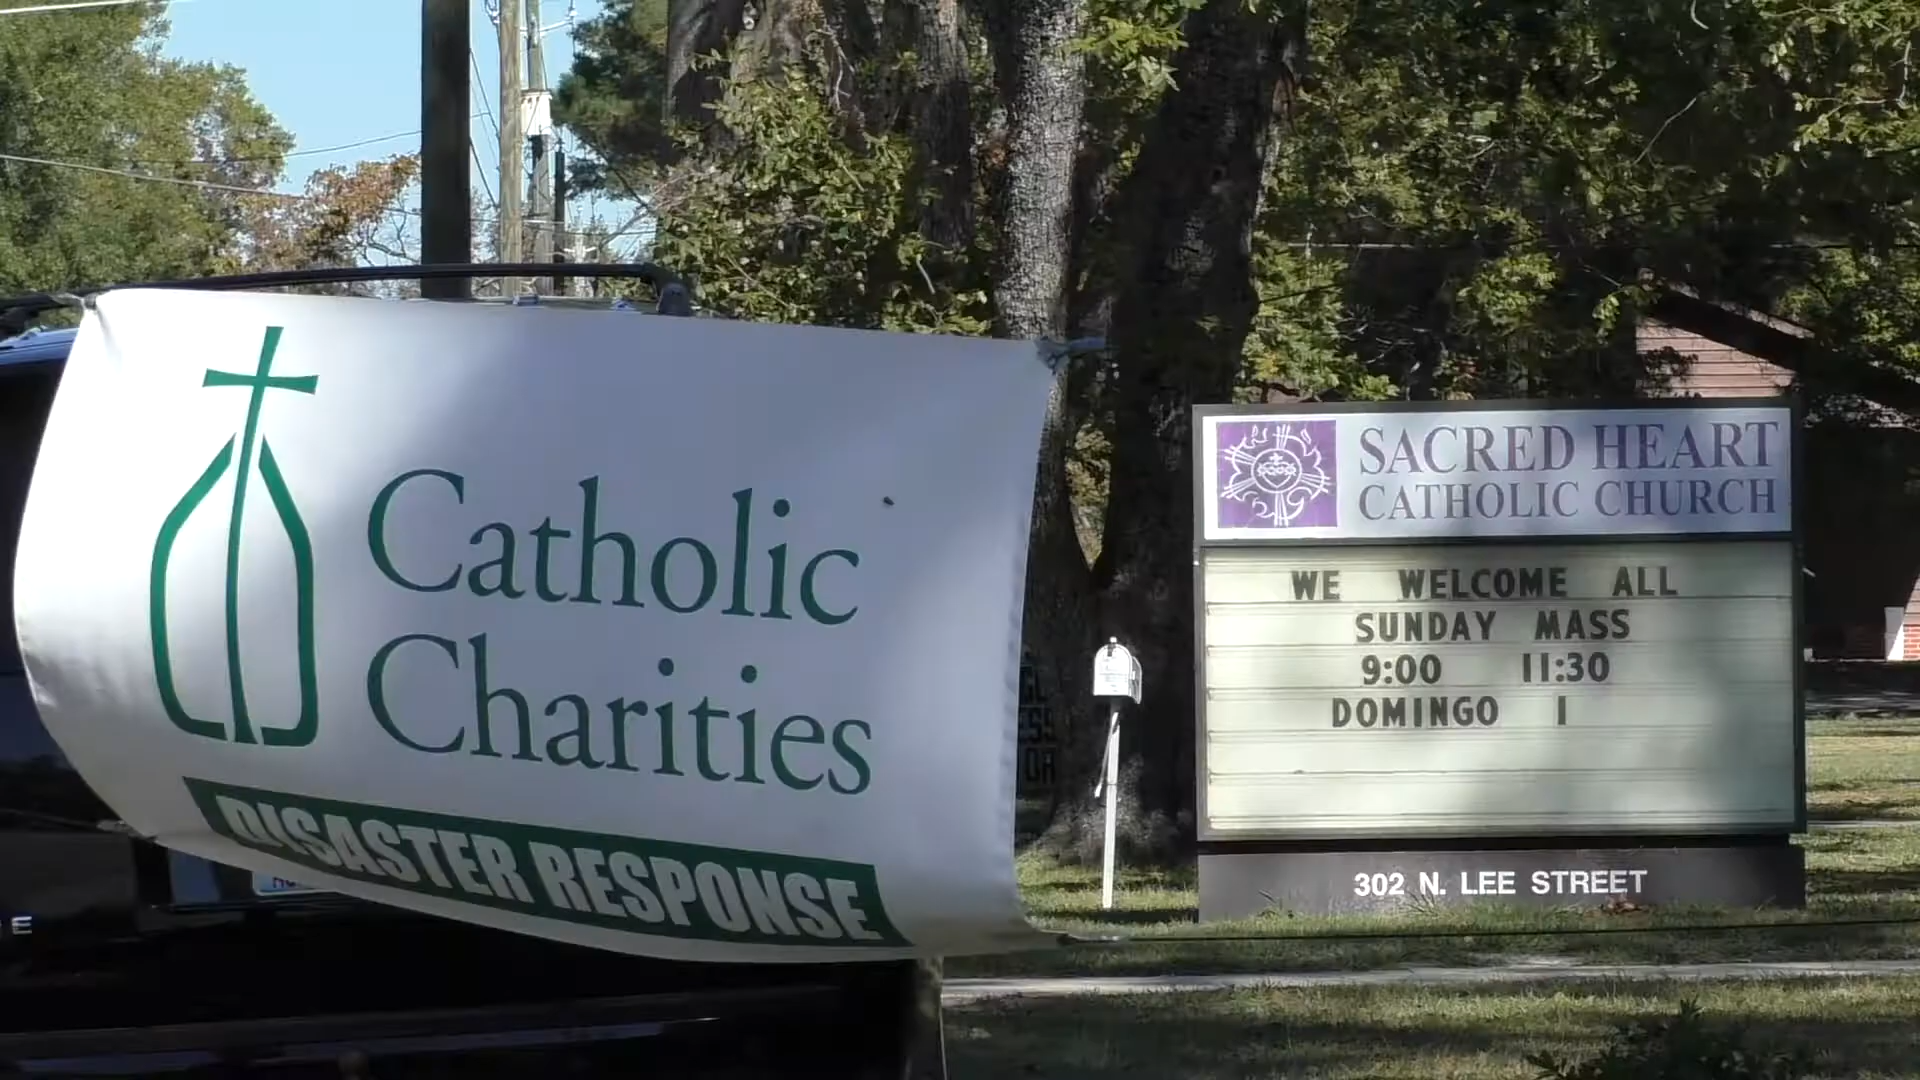 Catholic
Charities
DISASTER RESPONSE
SACRED HEART
CATHOLIC CHURCH
WE WELCOME ALL
SUNDAY MASS
9:00 11:30
DOMINGO 1
302 N. LEE STREET